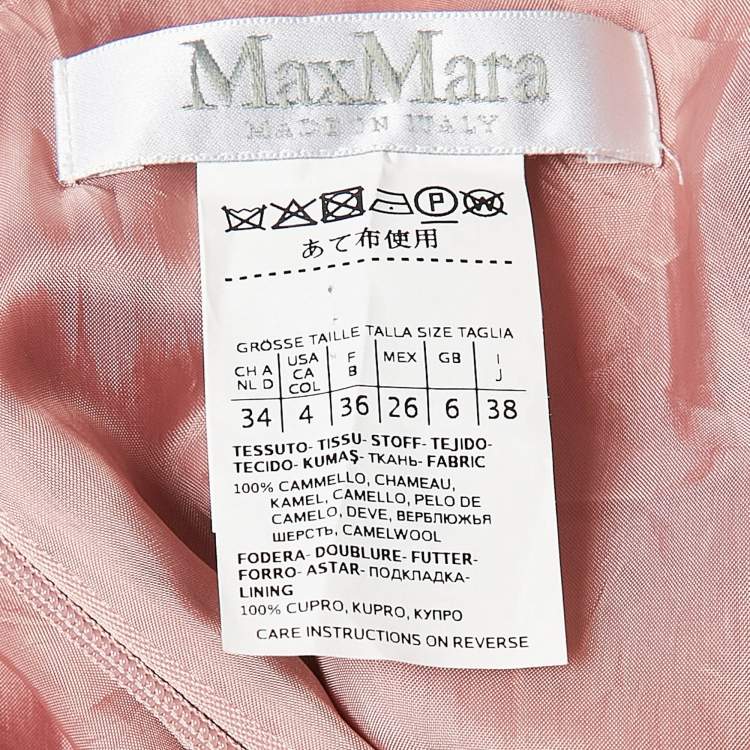 MaxMara
MADE IN ITALY
P W
あて布使用
GRÖSSE TAILLE TALLA SIZE TAGLIA
CH A NL D USA CA COL F B MEX GB I J
34 4 36 26 6 38
TESSUTO- TISSU- STOFF- TEJIDO-
TECIDO- KUMAŞ- ТКАНЬ- FABRIC
100% CAMMELLO, CHAMEAU,
KAMEL, CAMELLO, PELO DE
CAMELO, DEVE, ВЕРБЛЮЖЬЯ
ШЕРСТЬ, CAMELWOOL
FODERA- DOUBLURE- FUTTER-
FORRO- ASTAR- ПОДКЛАДКА-
LINING
100% CUPRO, KUPRO, КУПРО
CARE INSTRUCTIONS ON REVERSE